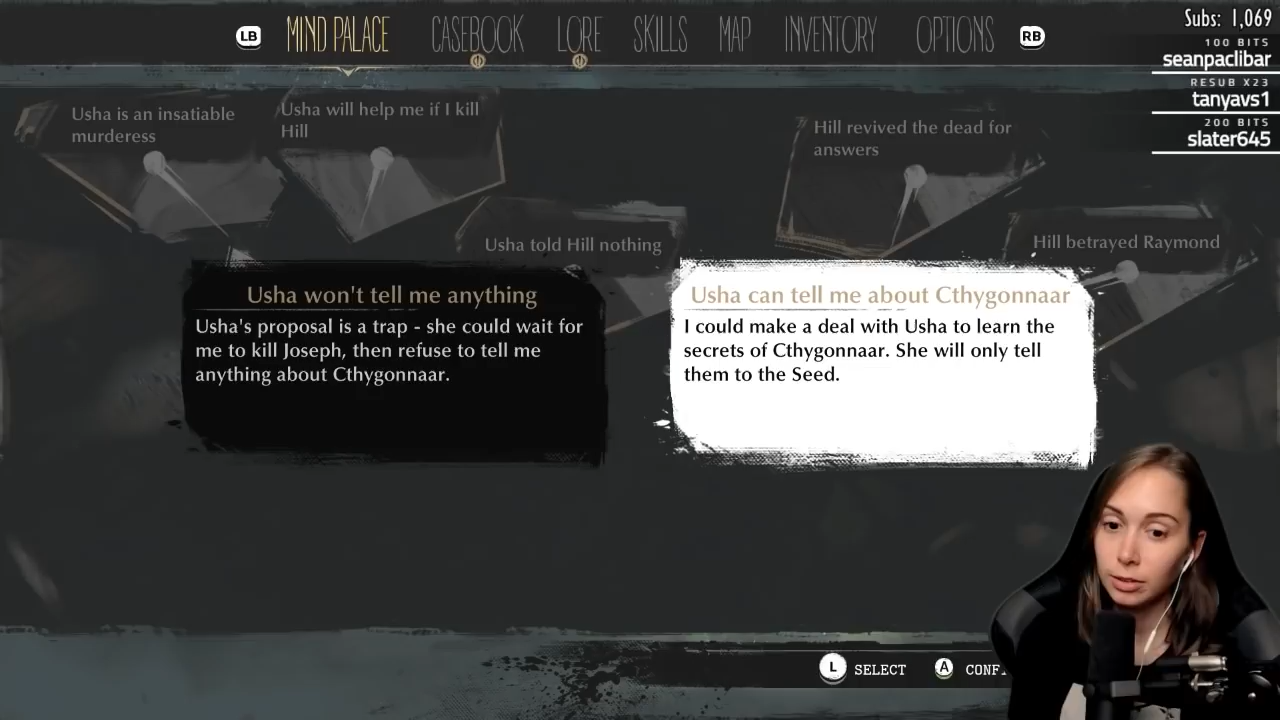 LB
MIND PALACE
CASEBOOK
LORE
SKILLS
MAP
INVENTORY
OPTIONS
RB
Subs: 1,069
100 BITS
seanpaclibar
RESUB X23
tanyavs1
200 BITS
slater645
Usha is an insatiable
murderess
Usha will help me if I kill
Hill
Usha told Hill nothing
Hill revived the dead for
answers
Hill betrayed Raymond
Usha won't tell me anything
Usha's proposal is a trap - she could wait for
me to kill Joseph, then refuse to tell me
anything about Cthygonnaar.
Usha can tell me about Cthygonnaar
I could make a deal with Usha to learn the
secrets of Cthygonnaar. She will only tell
them to the Seed.
L SELECT
A CONFI